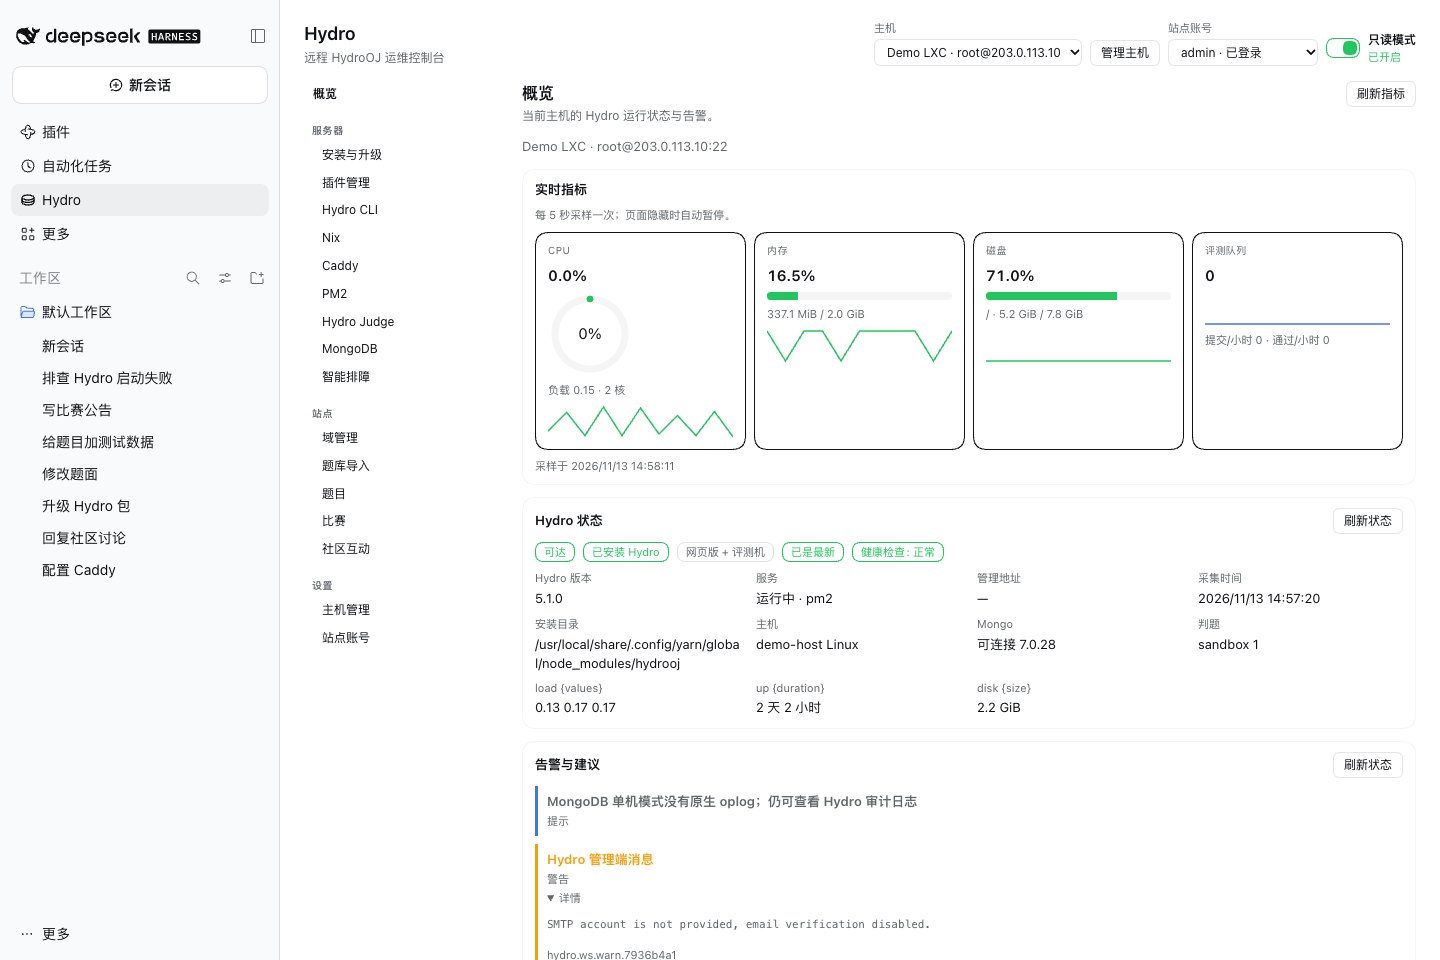 deepseek HARNESS
新会话
插件
自动化任务
Hydro
更多
工作区
默认工作区
新会话
排查 Hydro 启动失败
写比赛公告
给题目加测试数据
修改题面
升级 Hydro 包
回复社区讨论
配置 Caddy
··· 更多
Hydro
远程 HydroOJ 运维控制台
主机
Demo LXC · root@203.0.113.10
管理主机
站点账号
admin · 已登录
只读模式
已开启
概览
服务器
安装与升级
插件管理
Hydro CLI
Nix
Caddy
PM2
Hydro Judge
MongoDB
智能排障
站点
域管理
题库导入
题目
比赛
社区互动
设置
主机管理
站点账号
概览
刷新指标
当前主机的 Hydro 运行状态与告警。
Demo LXC · root@203.0.113.10:22
实时指标
每 5 秒采样一次；页面隐藏时自动暂停。
CPU
0.0%
0%
负载 0.15 · 2 核
内存
16.5%
337.1 MiB / 2.0 GiB
磁盘
71.0%
/ · 5.2 GiB / 7.8 GiB
评测队列
0
提交/小时 0 · 通过/小时 0
采样于 2026/11/13 14:58:11
Hydro 状态
刷新状态
可达 已安装 Hydro 网页版 + 评测机 已是最新 健康检查：正常
Hydro 版本
5.1.0
服务
运行中 · pm2
管理地址
—
采集时间
2026/11/13 14:57:20
安装目录
/usr/local/share/.config/yarn/globa
l/node_modules/hydrooj
主机
demo-host Linux
Mongo
可连接 7.0.28
判题
sandbox 1
load {values}
0.13 0.17 0.17
up {duration}
2 天 2 小时
disk {size}
2.2 GiB
告警与建议
刷新状态
MongoDB 单机模式没有原生 oplog；仍可查看 Hydro 审计日志
提示
Hydro 管理端消息
警告
▼ 详情
SMTP account is not provided, email verification disabled.
hydro.ws.warn.7936b4a1